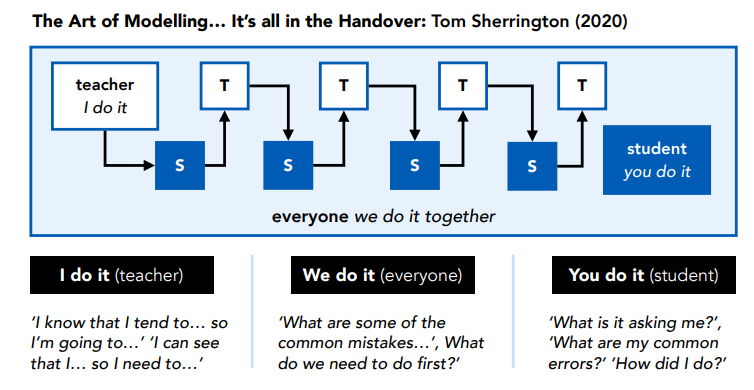 The Art of Modelling… It’s all in the Handover: Tom Sherrington (2020)
teacher
I do it
T
T
T
T
S
S
S
S
student
you do it
everyone we do it together
I do it (teacher)
We do it (everyone)
You do it (student)
‘I know that I tend to… so
I’m going to…’ ‘I can see
that I… so I need to…’
‘What are some of the
common mistakes…’, What
do we need to do first?’
‘What is it asking me?’,
‘What are my common
errors?’ ‘How did I do?’